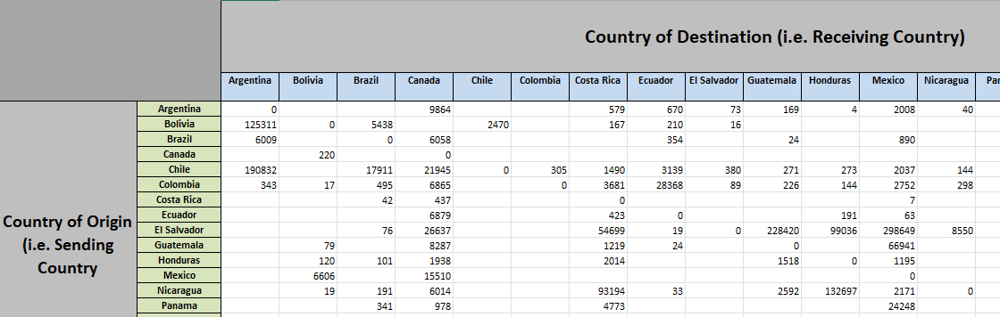 Country of Destination (i.e. Receiving Country)
Argentina Bolivia Brazil Canada Chile Colombia Costa Rica Ecuador El Salvador Guatemala Honduras Mexico Nicaragua Par
Argentina 0 9864 579 670 73 169 4 2008 40
Bolivia 125311 0 5438 2470 167 210 16
Brazil 6009 0 6058 354 24 890
Canada 220 0
Chile 190832 17911 21945 0 305 1490 3139 380 271 273 2037 144
Colombia 343 17 495 6865 0 3681 28368 89 226 144 2752 298
Costa Rica 42 437 0 7
Ecuador 6879 423 0 191 63
El Salvador 76 26637 54699 19 0 228420 99036 298649 8550
Guatemala 79 8287 1219 24 0 66941
Honduras 120 101 1938 2014 1518 0 1195
Mexico 6606 15510 0
Nicaragua 19 191 6014 93194 33 2592 132697 2171 0
Panama 341 978 4773 24248
Country of Origin
(i.e. Sending
Country